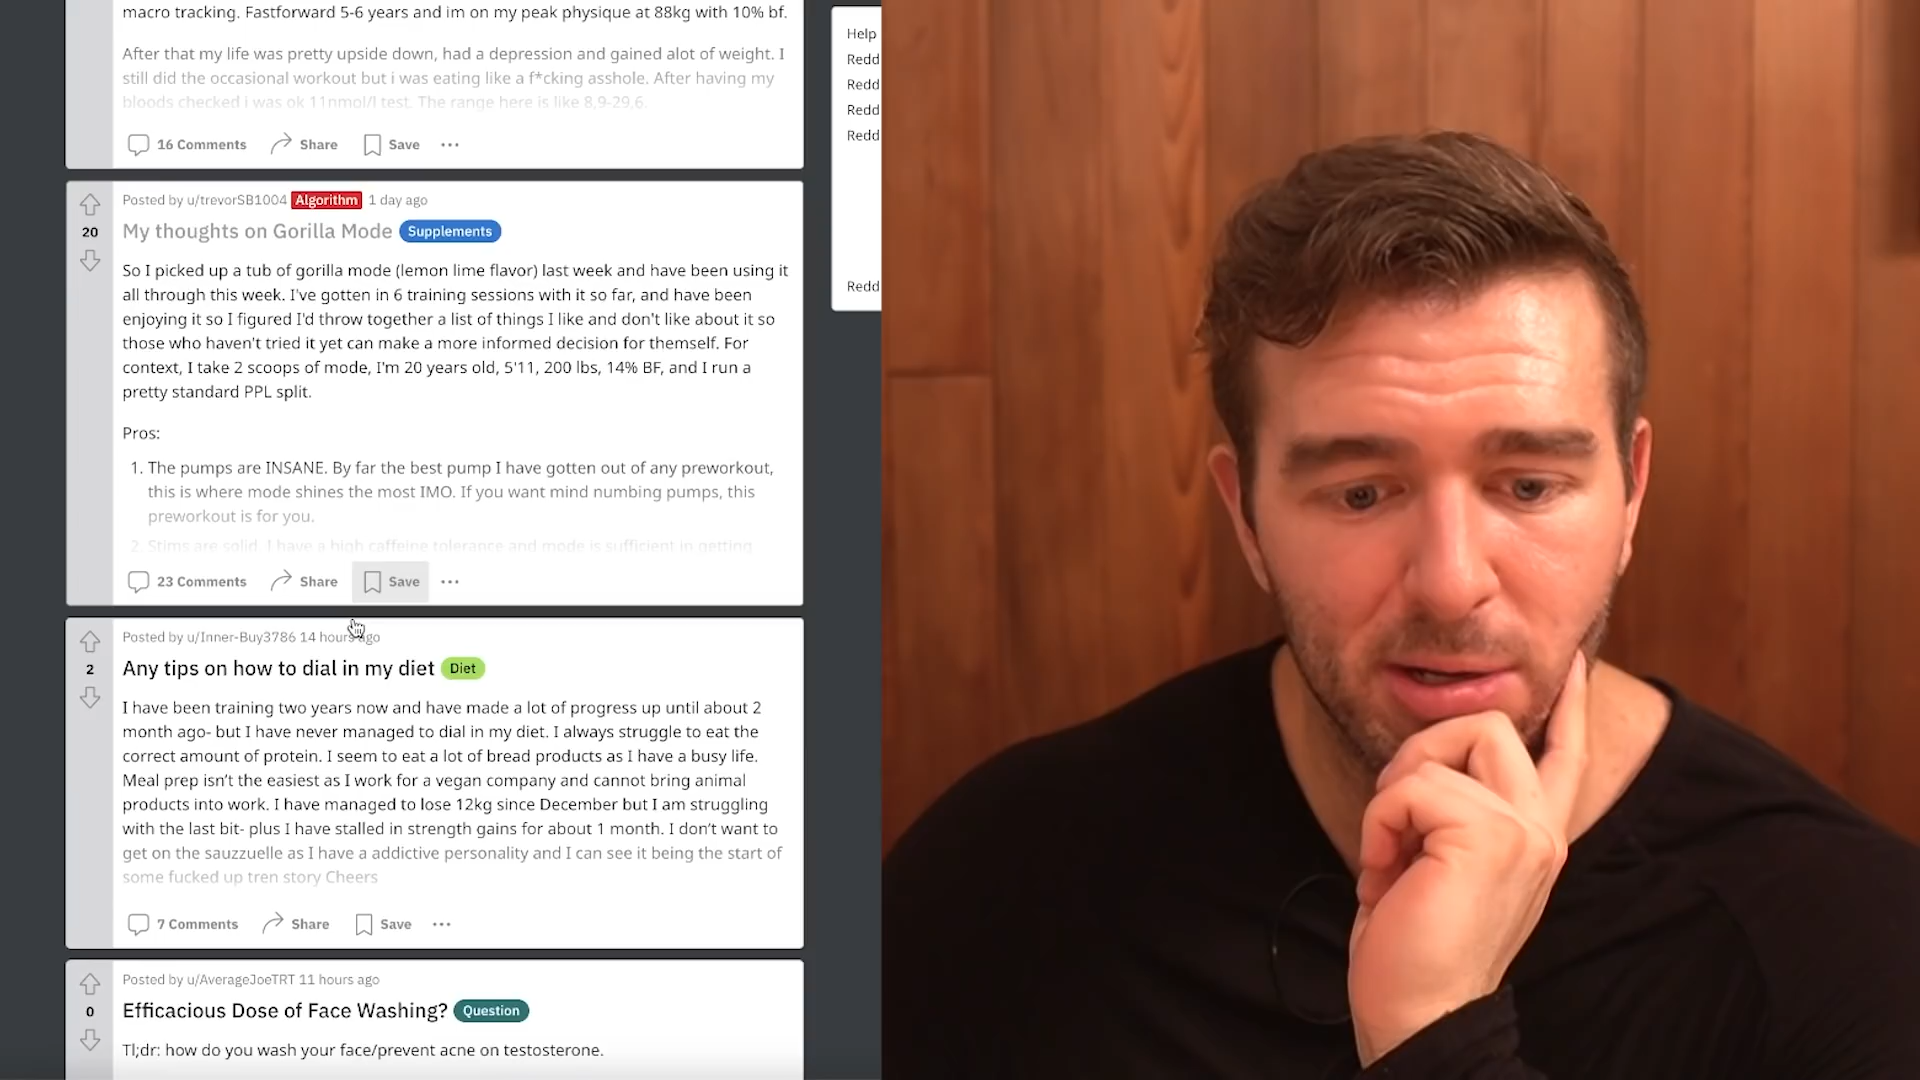 macro tracking. Fastforward 5-6 years and im on my peak physique at 88kg with 10% bf.
After that my life was pretty upside down, had a depression and gained alot of weight. I
still did the occasional workout but i was eating like a f*cking asshole. After having my
bloods checked i was ok 11nmol/l test. The range here is like 8,9-29,6.
16 Comments Share Save
Posted by u/trevorSB1004 Algorithm 1 day ago
20
My thoughts on Gorilla Mode Supplements
So I picked up a tub of gorilla mode (lemon lime flavor) last week and have been using it
all through this week. I've gotten in 6 training sessions with it so far, and have been
enjoying it so I figured I'd throw together a list of things I like and don't like about it so
those who haven't tried it yet can make a more informed decision for themself. For
context, I take 2 scoops of mode, I'm 20 years old, 5'11, 200 lbs, 14% BF, and I run a
pretty standard PPL split.
Pros:
1. The pumps are INSANE. By far the best pump I have gotten out of any preworkout,
this is where mode shines the most IMO. If you want mind numbing pumps, this
preworkout is for you.
2. Stims are solid. I have a high caffeine tolerance and mode is sufficient in getting
23 Comments Share Save
Posted by u/Inner-Buy3786 14 hours ago
2
Any tips on how to dial in my diet Diet
I have been training two years now and have made a lot of progress up until about 2
month ago- but I have never managed to dial in my diet. I always struggle to eat the
correct amount of protein. I seem to eat a lot of bread products as I have a busy life.
Meal prep isn't the easiest as I work for a vegan company and cannot bring animal
products into work. I have managed to lose 12kg since December but I am struggling
with the last bit- plus I have stalled in strength gains for about 1 month. I don't want to
get on the sauzzuelle as I have a addictive personality and I can see it being the start of
some fucked up tren story Cheers
7 Comments Share Save
Posted by u/AverageJoeTRT 11 hours ago
0
Efficacious Dose of Face Washing? Question
Tl;dr: how do you wash your face/prevent acne on testosterone.
Help
Redd
Redd
Redd
Redd
Redd